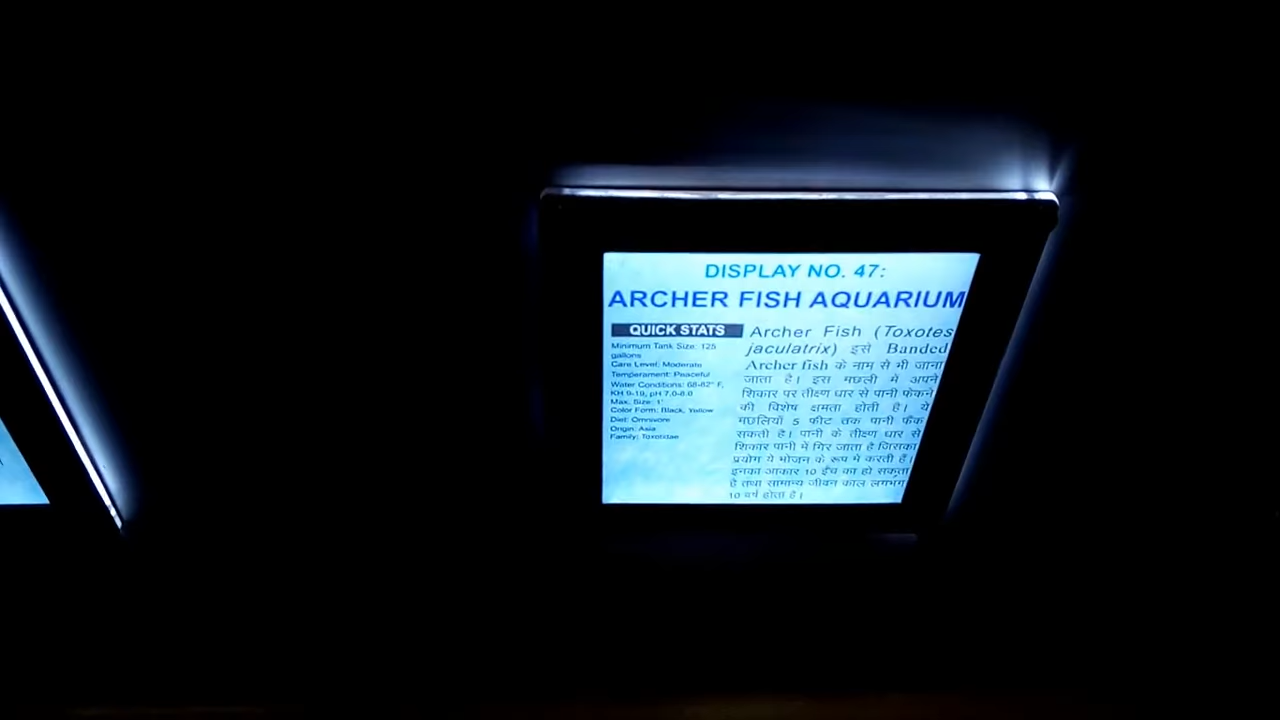 DISPLAY NO. 47:
ARCHER FISH AQUARIUM
QUICK STATS
Minimum Tank Size: 125
gallons
Care Level: Moderate
Temperament: Peaceful
Water Conditions: 68-82° F,
KH 9-19, pH 7.0-8.0
Max. Size: 1'
Color Form: Black, Yellow
Diet: Omnivore
Origin: Asia
Family: Toxotidae
Archer Fish (Toxotes
jaculatrix) इसे Banded
Archer fish के नाम से भी जाना
जाता है। इस मछली में अपने
शिकार पर तीक्ष्ण धार से पानी फेकने
की विशेष क्षमता होती है। ये
मछलियाँ 5 फीट तक पानी फेंक
सकती है। पानी के तीक्ष्ण धार से
शिकार पानी में गिर जाता है जिसका
प्रयोग ये भोजन के रूप में करती हैं।
इनका आकार 10 ईंच का हो सकता
है तथा सामान्य जीवन काल लगभग
10 वर्ष होता है।